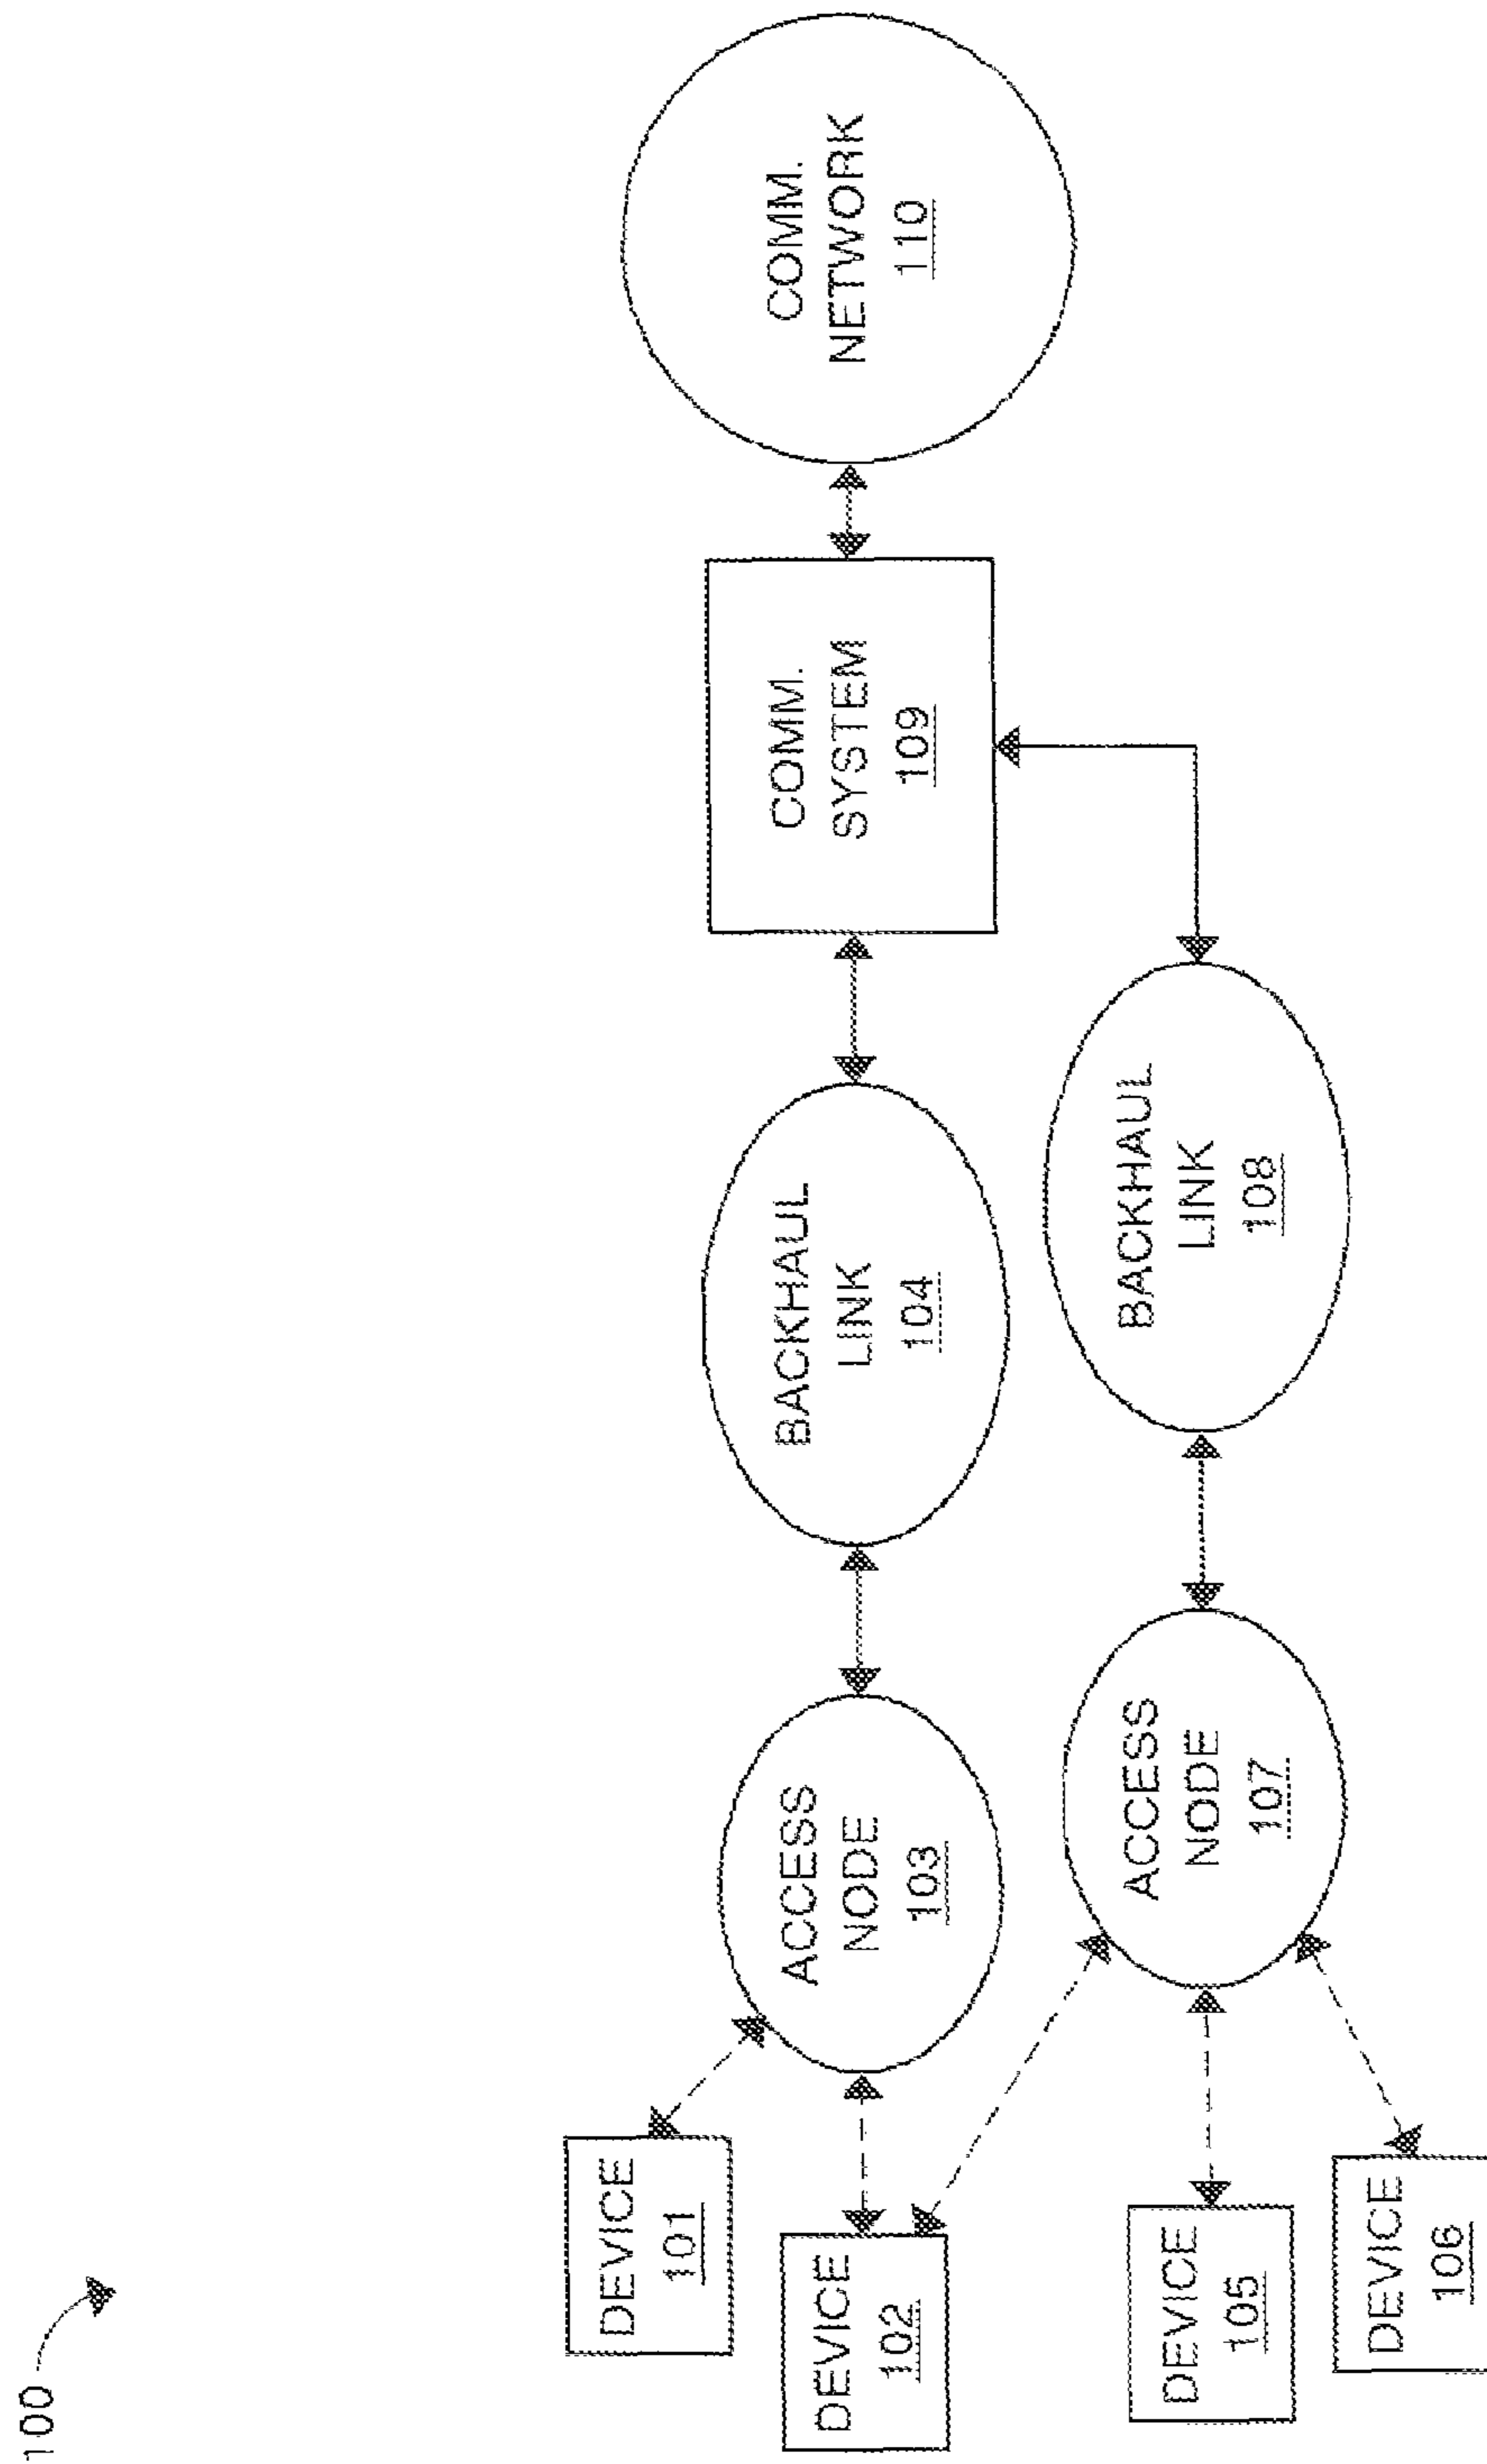 100
DEVICE
101
DEVICE
102
ACCESS
NODE
103
BACKHAUL
LINK
104
DEVICE
105
DEVICE
106
ACCESS
NODE
107
BACKHAUL
LINK
108
COMM.
SYSTEM
109
COMM.
NETWORK
110